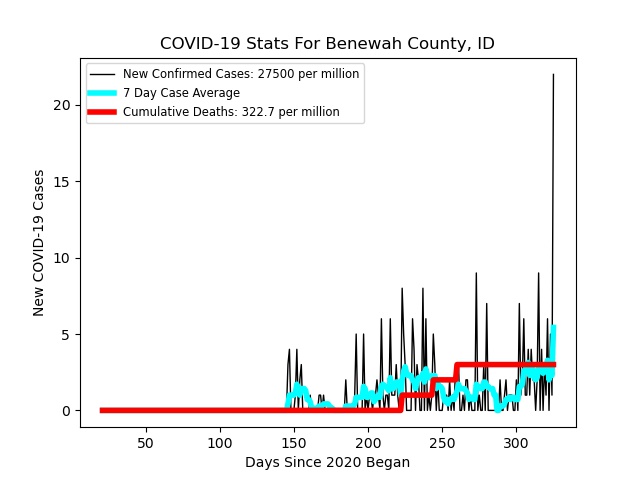 COVID-19 Stats For Benewah County, ID
New Confirmed Cases: 27500 per million
7 Day Case Average
Cumulative Deaths: 322.7 per million
New COVID-19 Cases
20
15
10
5
0
50
100
150
200
250
300
Days Since 2020 Began